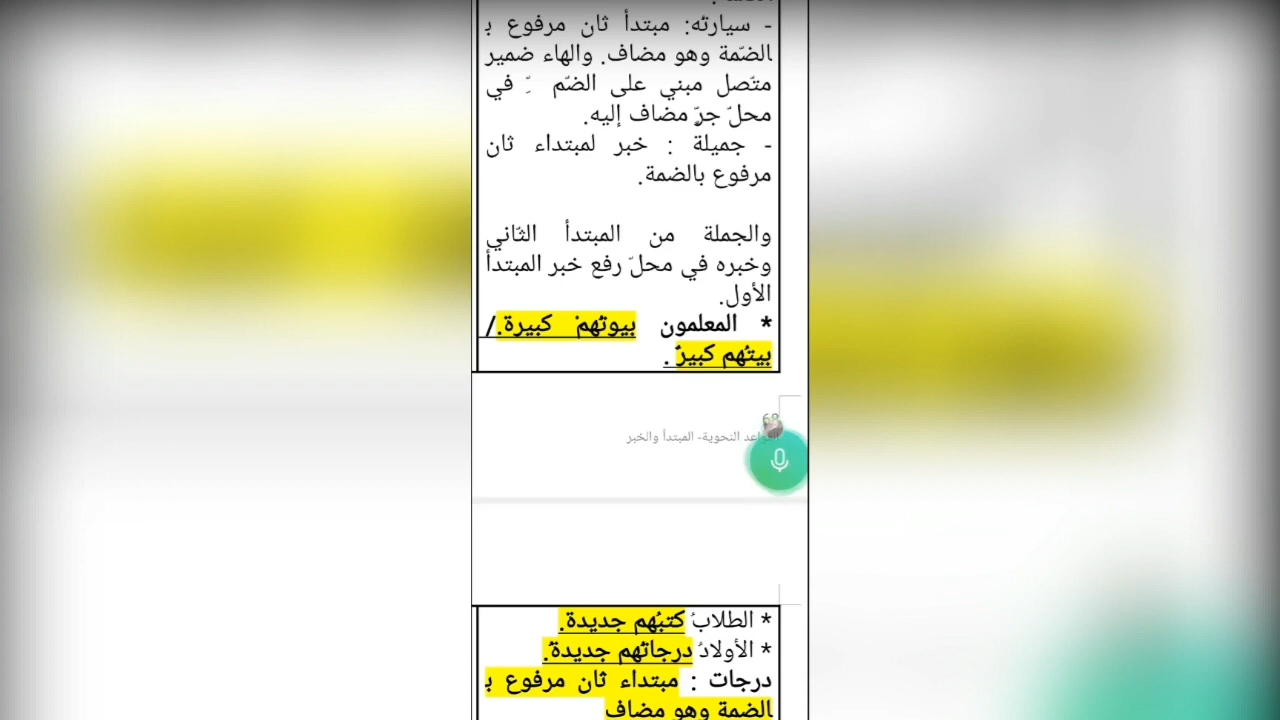 - سيارتُه: مبتدأ ثان مرفوع بـ
الضّمة وهو مضاف. والهاء ضمير
متّصل مبني على الضّم ـِّ في
محلّ جرٍّ مضاف إليه.
- جميلة : خبر لمبتداء ثان
مرفوع بالضمة.
والجملة من المبتدأ الثّاني
وخبره في محلّ رفع خبر المبتدأ
الأول.
* المعلمون بيوتُهمْ كبيرة./
بيتُهم كبيرٌ .
68
القواعد النحوية- المبتدأ والخبر
* الطلابُ كتبُهم جديدة.
* الأولادُ درجاتُهم جديدةٌ.
درجات : مبتداء ثان مرفوع بـ
الضمة وهو مضاف